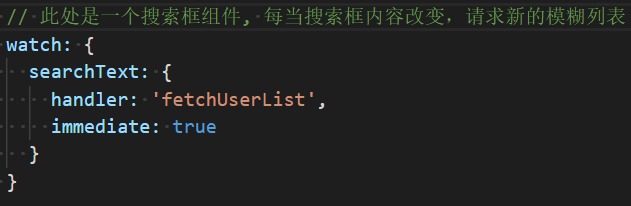 // 此处是一个搜索框组件, 每当搜索框内容改变，请求新的模糊列表
watch: {
  searchText: {
    handler: 'fetchUserList',
    immediate: true
  }
}